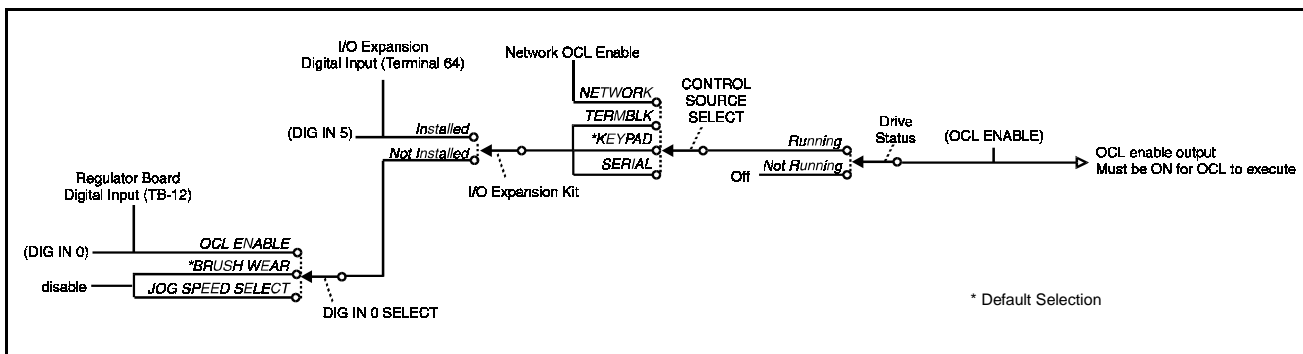 I/O Expansion
Digital Input (Terminal 64)
Network OCL Enable
NETWORK
CONTROL
SOURCE
SELECT
TERMBLK
(DIG IN 5)
Installed
*KEYPAD
Running
Drive
Status
(OCL ENABLE)
Not Installed
SERIAL
Off
Not Running
OCL enable output
Must be ON for OCL to execute
I/O Expansion Kit
Regulator Board
Digital Input (TB-12)
(DIG IN 0)
OCL ENABLE
*BRUSH WEAR
disable
JOG SPEED SELECT
DIG IN 0 SELECT
* Default Selection